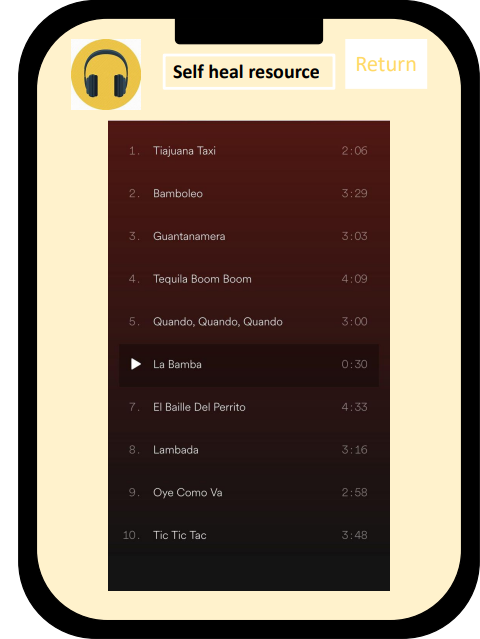 Self heal resource
Return
1. Tiajuana Taxi 2:06
2. Bamboleo 3:29
3. Guantanamera 3:03
4. Tequila Boom Boom 4:09
5. Quando, Quando, Quando 3:00
La Bamba 0:30
7. El Baille Del Perrito 4:33
8. Lambada 3:16
9. Oye Como Va 2:58
10. Tic Tic Tac 3:48